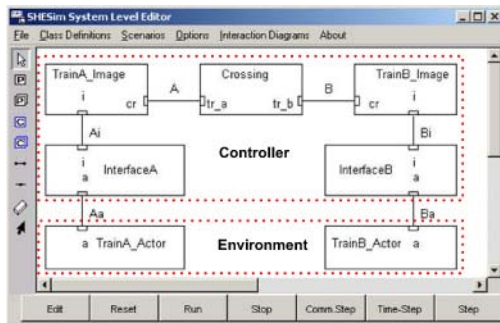 SHESim System Level Editor
File Class Definitions Scenarios Options Interaction Diagrams About
TrainA_Image Crossing TrainB_Image
i i
A B
cr tr_a tr_b cr
Ai Bi
i Controller i
InterfaceA InterfaceB
a a
Aa Ba
a TrainA_Actor Environment TrainB_Actor a
Edit Reset Run Stop Comm.Step Time-Step Step